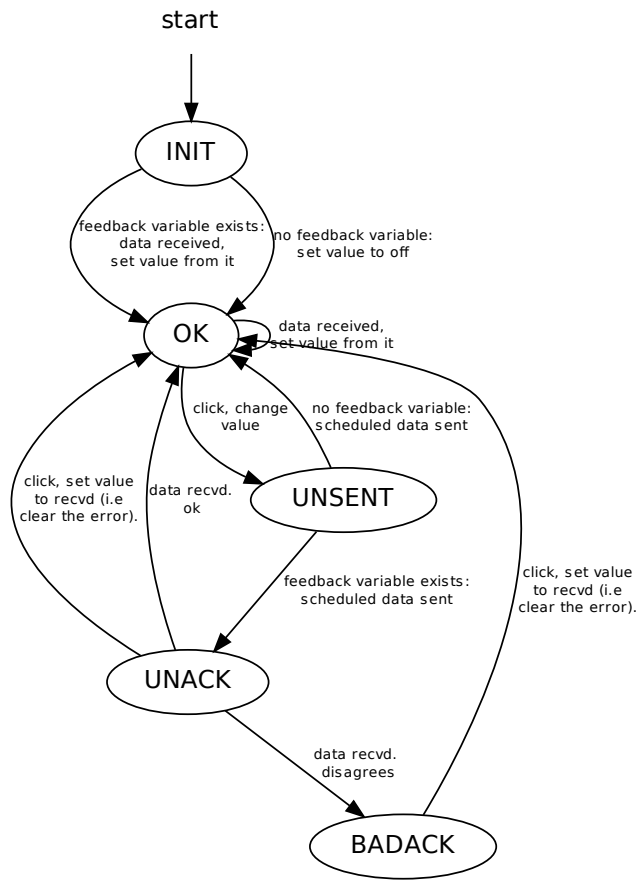 start
INIT
feedback variable exists:
data received,
set value from it
no feedback variable:
set value to off
OK
data received,
set value from it
click, change
value
no feedback variable:
scheduled data sent
click, set value
to recvd (i.e
clear the error).
data recvd.
ok
UNSENT
feedback variable exists:
scheduled data sent
click, set value
to recvd (i.e
clear the error).
UNACK
data recvd.
disagrees
BADACK